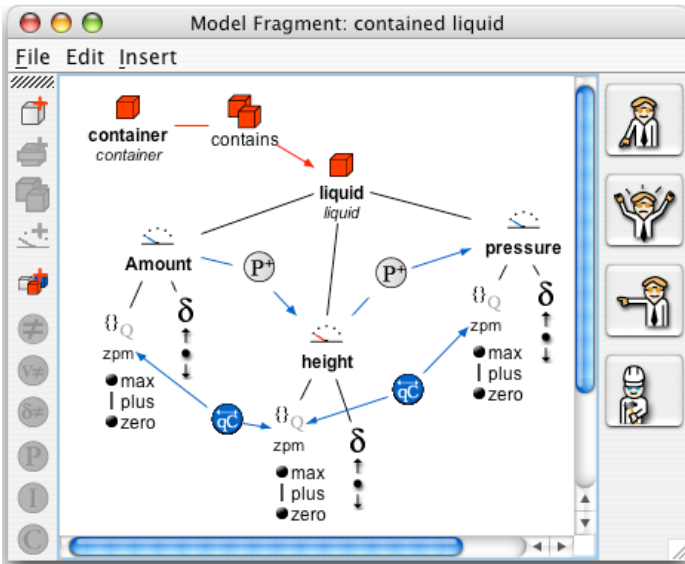 Model Fragment: contained liquid
File Edit Insert
container
container
contains
liquid
liquid
Amount
P+
P+
pressure
{}Q
δ
zpm
max
plus
zero
{}Q
δ
zpm
max
plus
zero
height
qC
qC
{}Q
δ
zpm
max
plus
zero
≠
v≠
δ≠
P
I
C